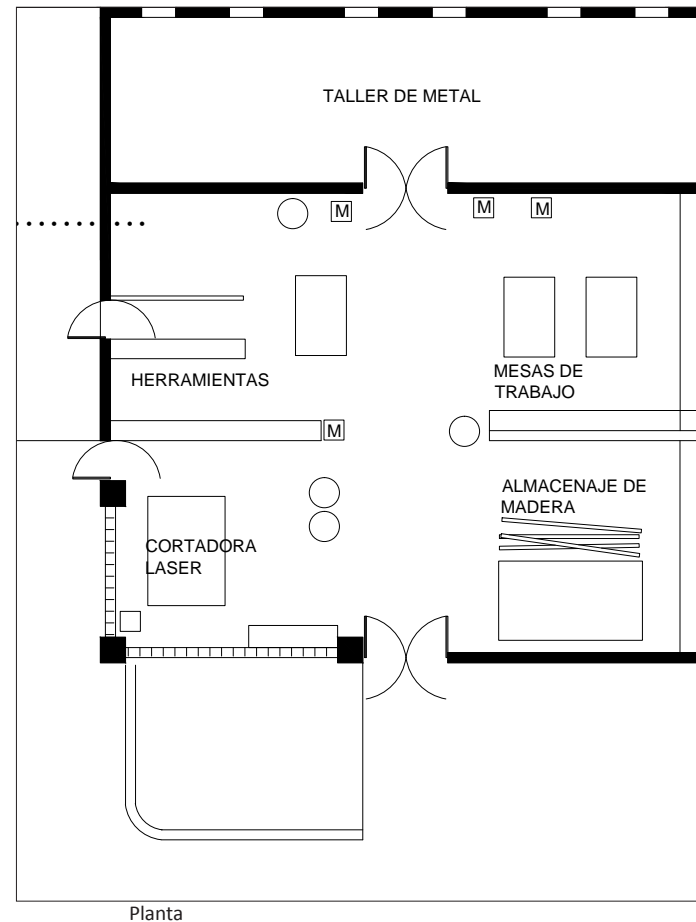 TALLER DE METAL
M
M
M
HERRAMIENTAS
MESAS DE
TRABAJO
M
ALMACENAJE DE
MADERA
CORTADORA
LASER
Planta